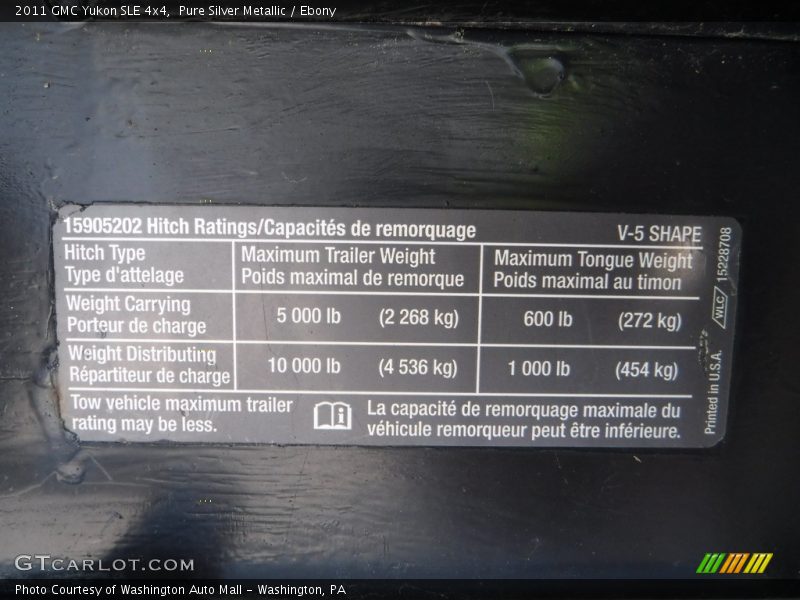 2011 GMC Yukon SLE 4x4,  Pure Silver Metallic / Ebony
15905202 Hitch Ratings/Capacités de remorquage V-5 SHAPE
Hitch Type
Type d'attelage
Maximum Trailer Weight
Poids maximal de remorque
Maximum Tongue Weight
Poids maximal au timon
Weight Carrying
Porteur de charge
5 000 lb (2 268 kg) 600 lb (272 kg)
Weight Distributing
Répartiteur de charge
10 000 lb (4 536 kg) 1 000 lb (454 kg)
Tow vehicle maximum trailer
rating may be less.
La capacité de remorquage maximale du
véhicule remorqueur peut être inférieure.
Printed in U.S.A. WLC 15228708
GTCARLOT.COM
Photo Courtesy of Washington Auto Mall - Washington, PA